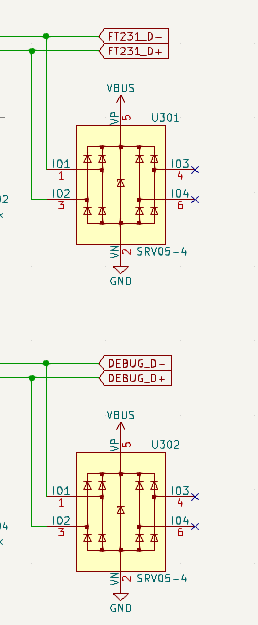 FT231_D-
FT231_D+
VBUS
U301
VP
5
IO1
1
IO3
4
IO2
3
IO4
6
VN
2
SRV05-4
GND
DEBUG_D-
DEBUG_D+
VBUS
U302
VP
5
IO1
1
IO3
4
IO2
3
IO4
6
VN
2
SRV05-4
GND